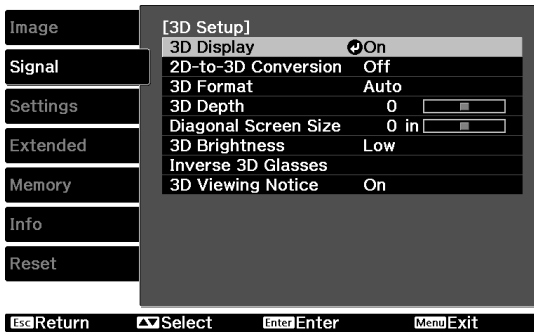 Image
Signal
Settings
Extended
Memory
Info
Reset
[3D Setup]
3D Display On
2D-to-3D Conversion Off
3D Format Auto
3D Depth 0
Diagonal Screen Size 0 in
3D Brightness Low
Inverse 3D Glasses
3D Viewing Notice On
Esc Return Select Enter Enter Menu Exit